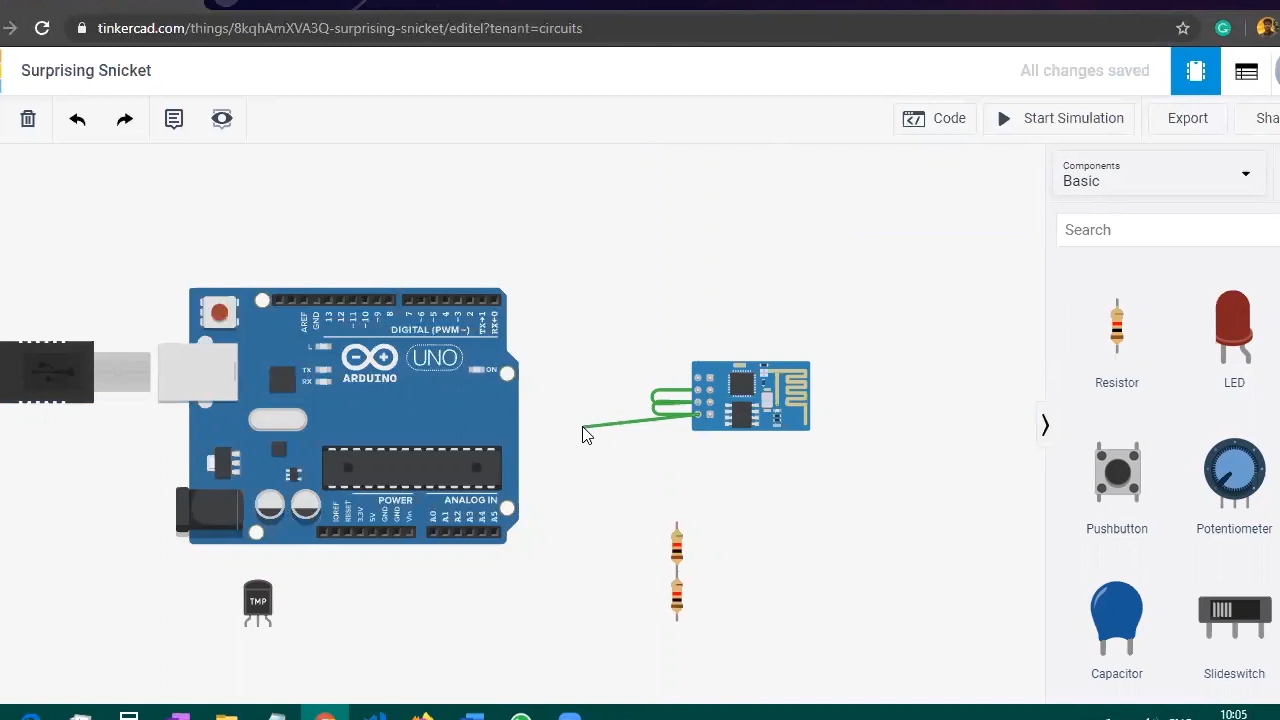 tinkercad.com/things/8kqhAmXVA3Q-surprising-snicket/editel?tenant=circuits
Surprising Snicket
All changes saved
Code
Start Simulation
Export
Sha
Components
Basic
Search
AREF
GND
13
12
~11
~10
~9
8
7
~6
~5
4
~3
2
TX→1
RX←0
DIGITAL (PWM ~)
L
TX
RX
UNO
ON
ARDUINO
Resistor
LED
POWER
ANALOG IN
IOREF
RESET
3.3V
5V
GND
GND
Vin
A0
A1
A2
A3
A4
A5
Pushbutton
Potentiometer
TMP
Capacitor
Slideswitch
10:05